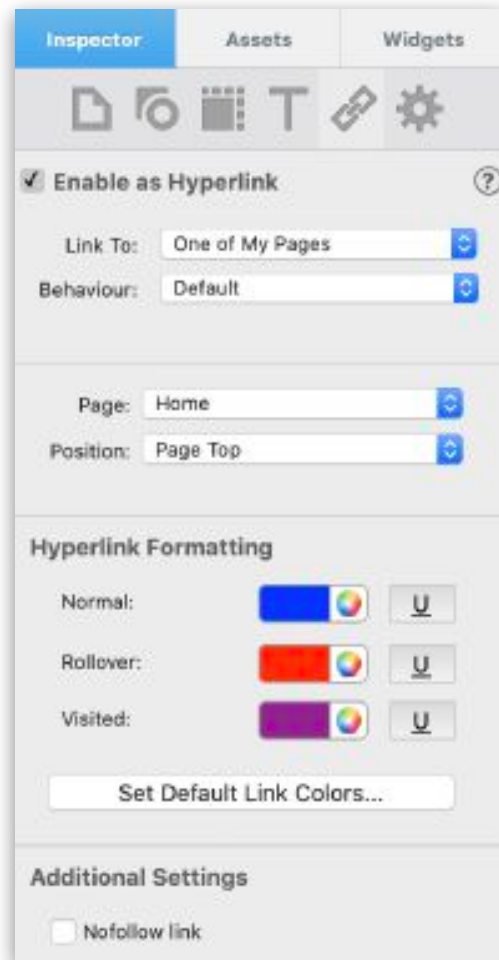 Inspector Assets Widgets
Enable as Hyperlink ?
Link To: One of My Pages
Behaviour: Default
Page: Home
Position: Page Top
Hyperlink Formatting
Normal: U
Rollover: U
Visited: U
Set Default Link Colors...
Additional Settings
Nofollow link